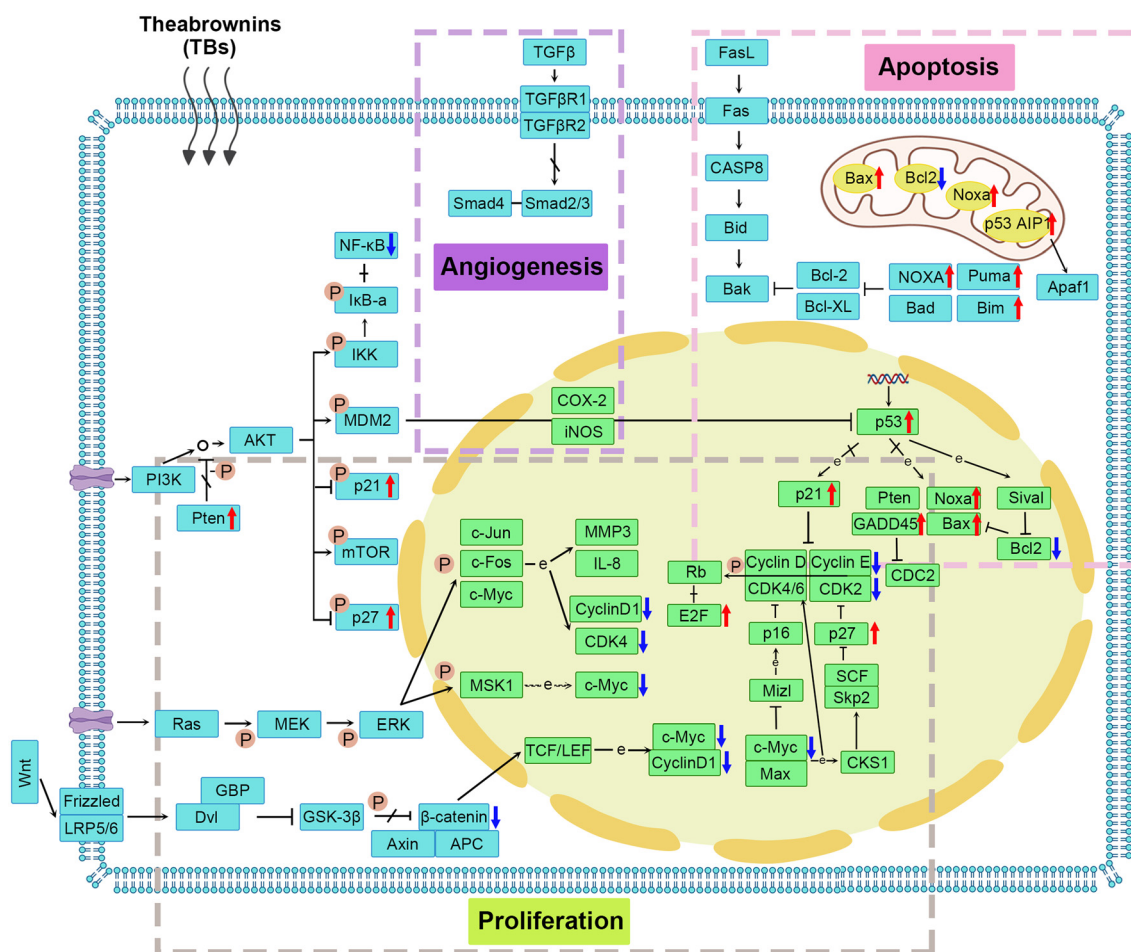 Theabrownins
(TBs)
TGFβ
TGFβR1
TGFβR2
Smad4
Smad2/3
Angiogenesis
FasL
Apoptosis
Fas
CASP8
Bid
Bak
Bax
Bcl2
Noxa
p53 AIP1
Bcl-2
Bcl-XL
NOXA
Puma
Bad
Bim
Apaf1
NF-κB
P
IκB-a
P
IKK
P
MDM2
COX-2
iNOS
p53
AKT
PI3K
P
Pten
P
p21
P
mTOR
P
p27
e
e
e
p21
Pten
Noxa
GADD45
Bax
Sival
Bcl2
CDC2
c-Jun
P
c-Fos
c-Myc
e
MMP3
IL-8
CyclinD1
CDK4
Rb
P
E2F
Cyclin D
Cyclin E
CDK4/6
CDK2
p16
p27
e
Mizl
SCF
Skp2
P
MSK1
e
c-Myc
Ras
P
MEK
P
ERK
TCF/LEF
e
c-Myc
CyclinD1
c-Myc
Max
e
CKS1
Wnt
Frizzled
LRP5/6
GBP
Dvl
GSK-3β
P
β-catenin
Axin
APC
Proliferation